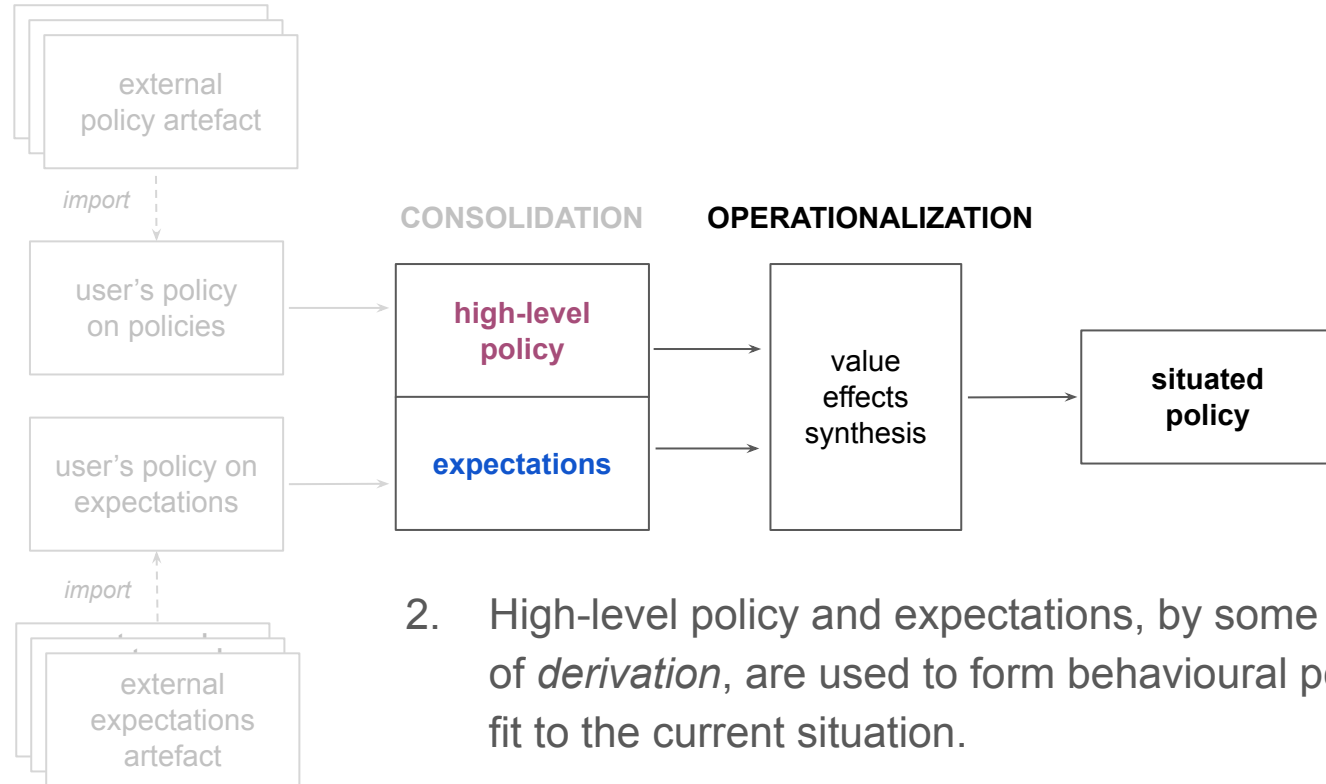 external
policy artefact
import
CONSOLIDATION
OPERATIONALIZATION
user's policy
on policies
high-level
policy
value
effects
synthesis
situated
policy
user's policy on
expectations
expectations
import
2. High-level policy and expectations, by some
of derivation, are used to form behavioural
fit to the current situation.
external
expectations
artefact